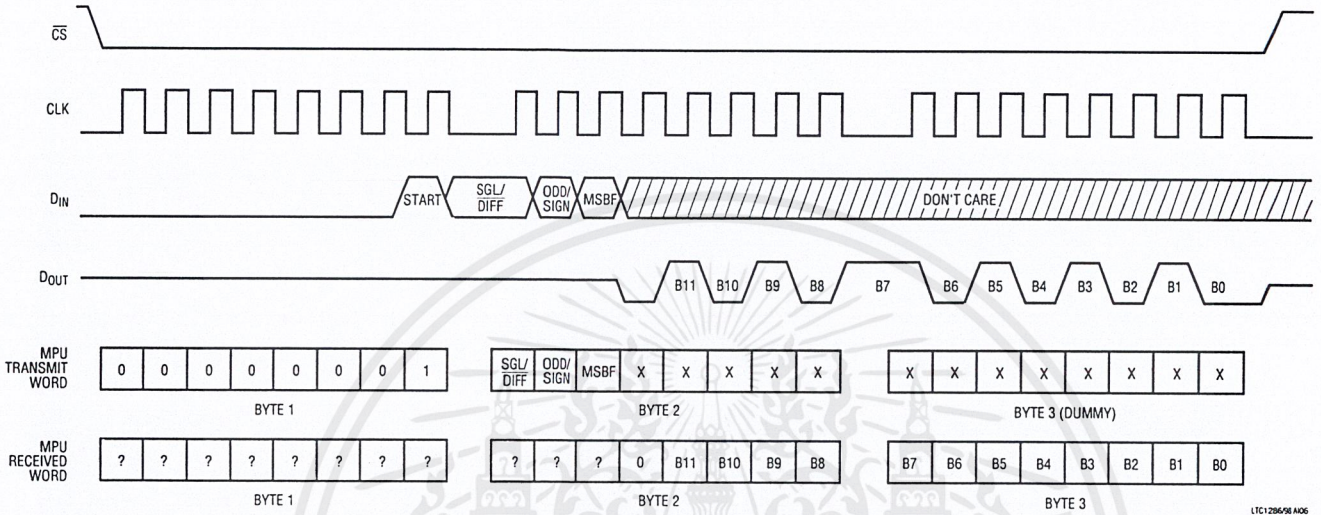 CS
CLK
DIN
START SGL/DIFF ODD/SIGN MSBF DON'T CARE
DOUT
B11 B10 B9 B8 B7 B6 B5 B4 B3 B2 B1 B0
MPU TRANSMIT WORD
0 0 0 0 0 0 0 1
SGL/DIFF ODD/SIGN MSBF X X X X X
X X X X X X X X
BYTE 1 BYTE 2 BYTE 3 (DUMMY)
MPU RECEIVED WORD
? ? ? ? ? ? ? ?
? ? ? 0 B11 B10 B9 B8
B7 B6 B5 B4 B3 B2 B1 B0
BYTE 1 BYTE 2 BYTE 3
LTC1286/98 AI06